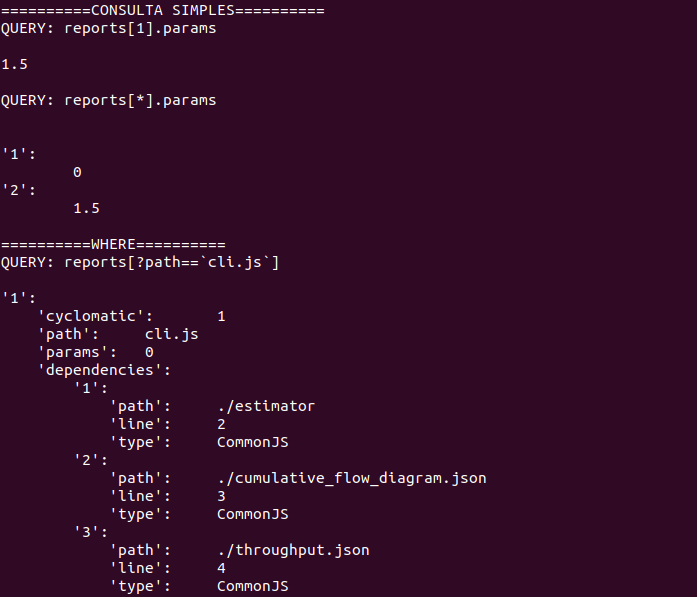 ==========CONSULTA SIMPLES==========
QUERY: reports[1].params
1.5
QUERY: reports[*].params
'1':
0
'2':
1.5
==========WHERE==========
QUERY: reports[?path==`cli.js`]
'1':
'cyclomatic': 1
'path': cli.js
'params': 0
'dependencies':
'1':
'path': ./estimator
'line': 2
'type': CommonJS
'2':
'path': ./cumulative_flow_diagram.json
'line': 3
'type': CommonJS
'3':
'path': ./throughput.json
'line': 4
'type': CommonJS